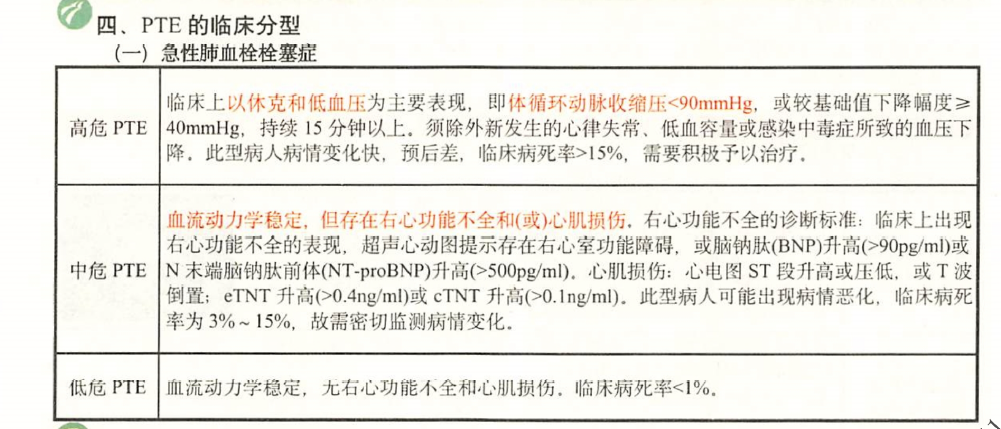 四、PTE 的临床分型
(一) 急性肺血栓栓塞症
高危 PTE
临床上以休克和低血压为主要表现，即体循环动脉收缩压<90mmHg，或较基础值下降幅度≥
40mmHg，持续 15 分钟以上。须除外新发生的心律失常、低血容量或感染中毒症所致的血压下
降。此型病人病情变化快，预后差，临床病死率>15%，需要积极予以治疗。
中危 PTE
血流动力学稳定，但存在右心功能不全和(或)心肌损伤。右心功能不全的诊断标准：临床上出现
右心功能不全的表现，超声心动图提示存在右心室功能障碍，或脑钠肽(BNP)升高(>90pg/ml)或
N 末端脑钠肽前体(NT-proBNP)升高(>500pg/ml)。心肌损伤：心电图 ST 段升高或压低，或 T 波
倒置；eTNT 升高(>0.4ng/ml)或 cTNT 升高(>0.1ng/ml)。此型病人可能出现病情恶化，临床病死
率为 3%～15%，故需密切监测病情变化。
低危 PTE
血流动力学稳定，无右心功能不全和心肌损伤。临床病死率<1%。